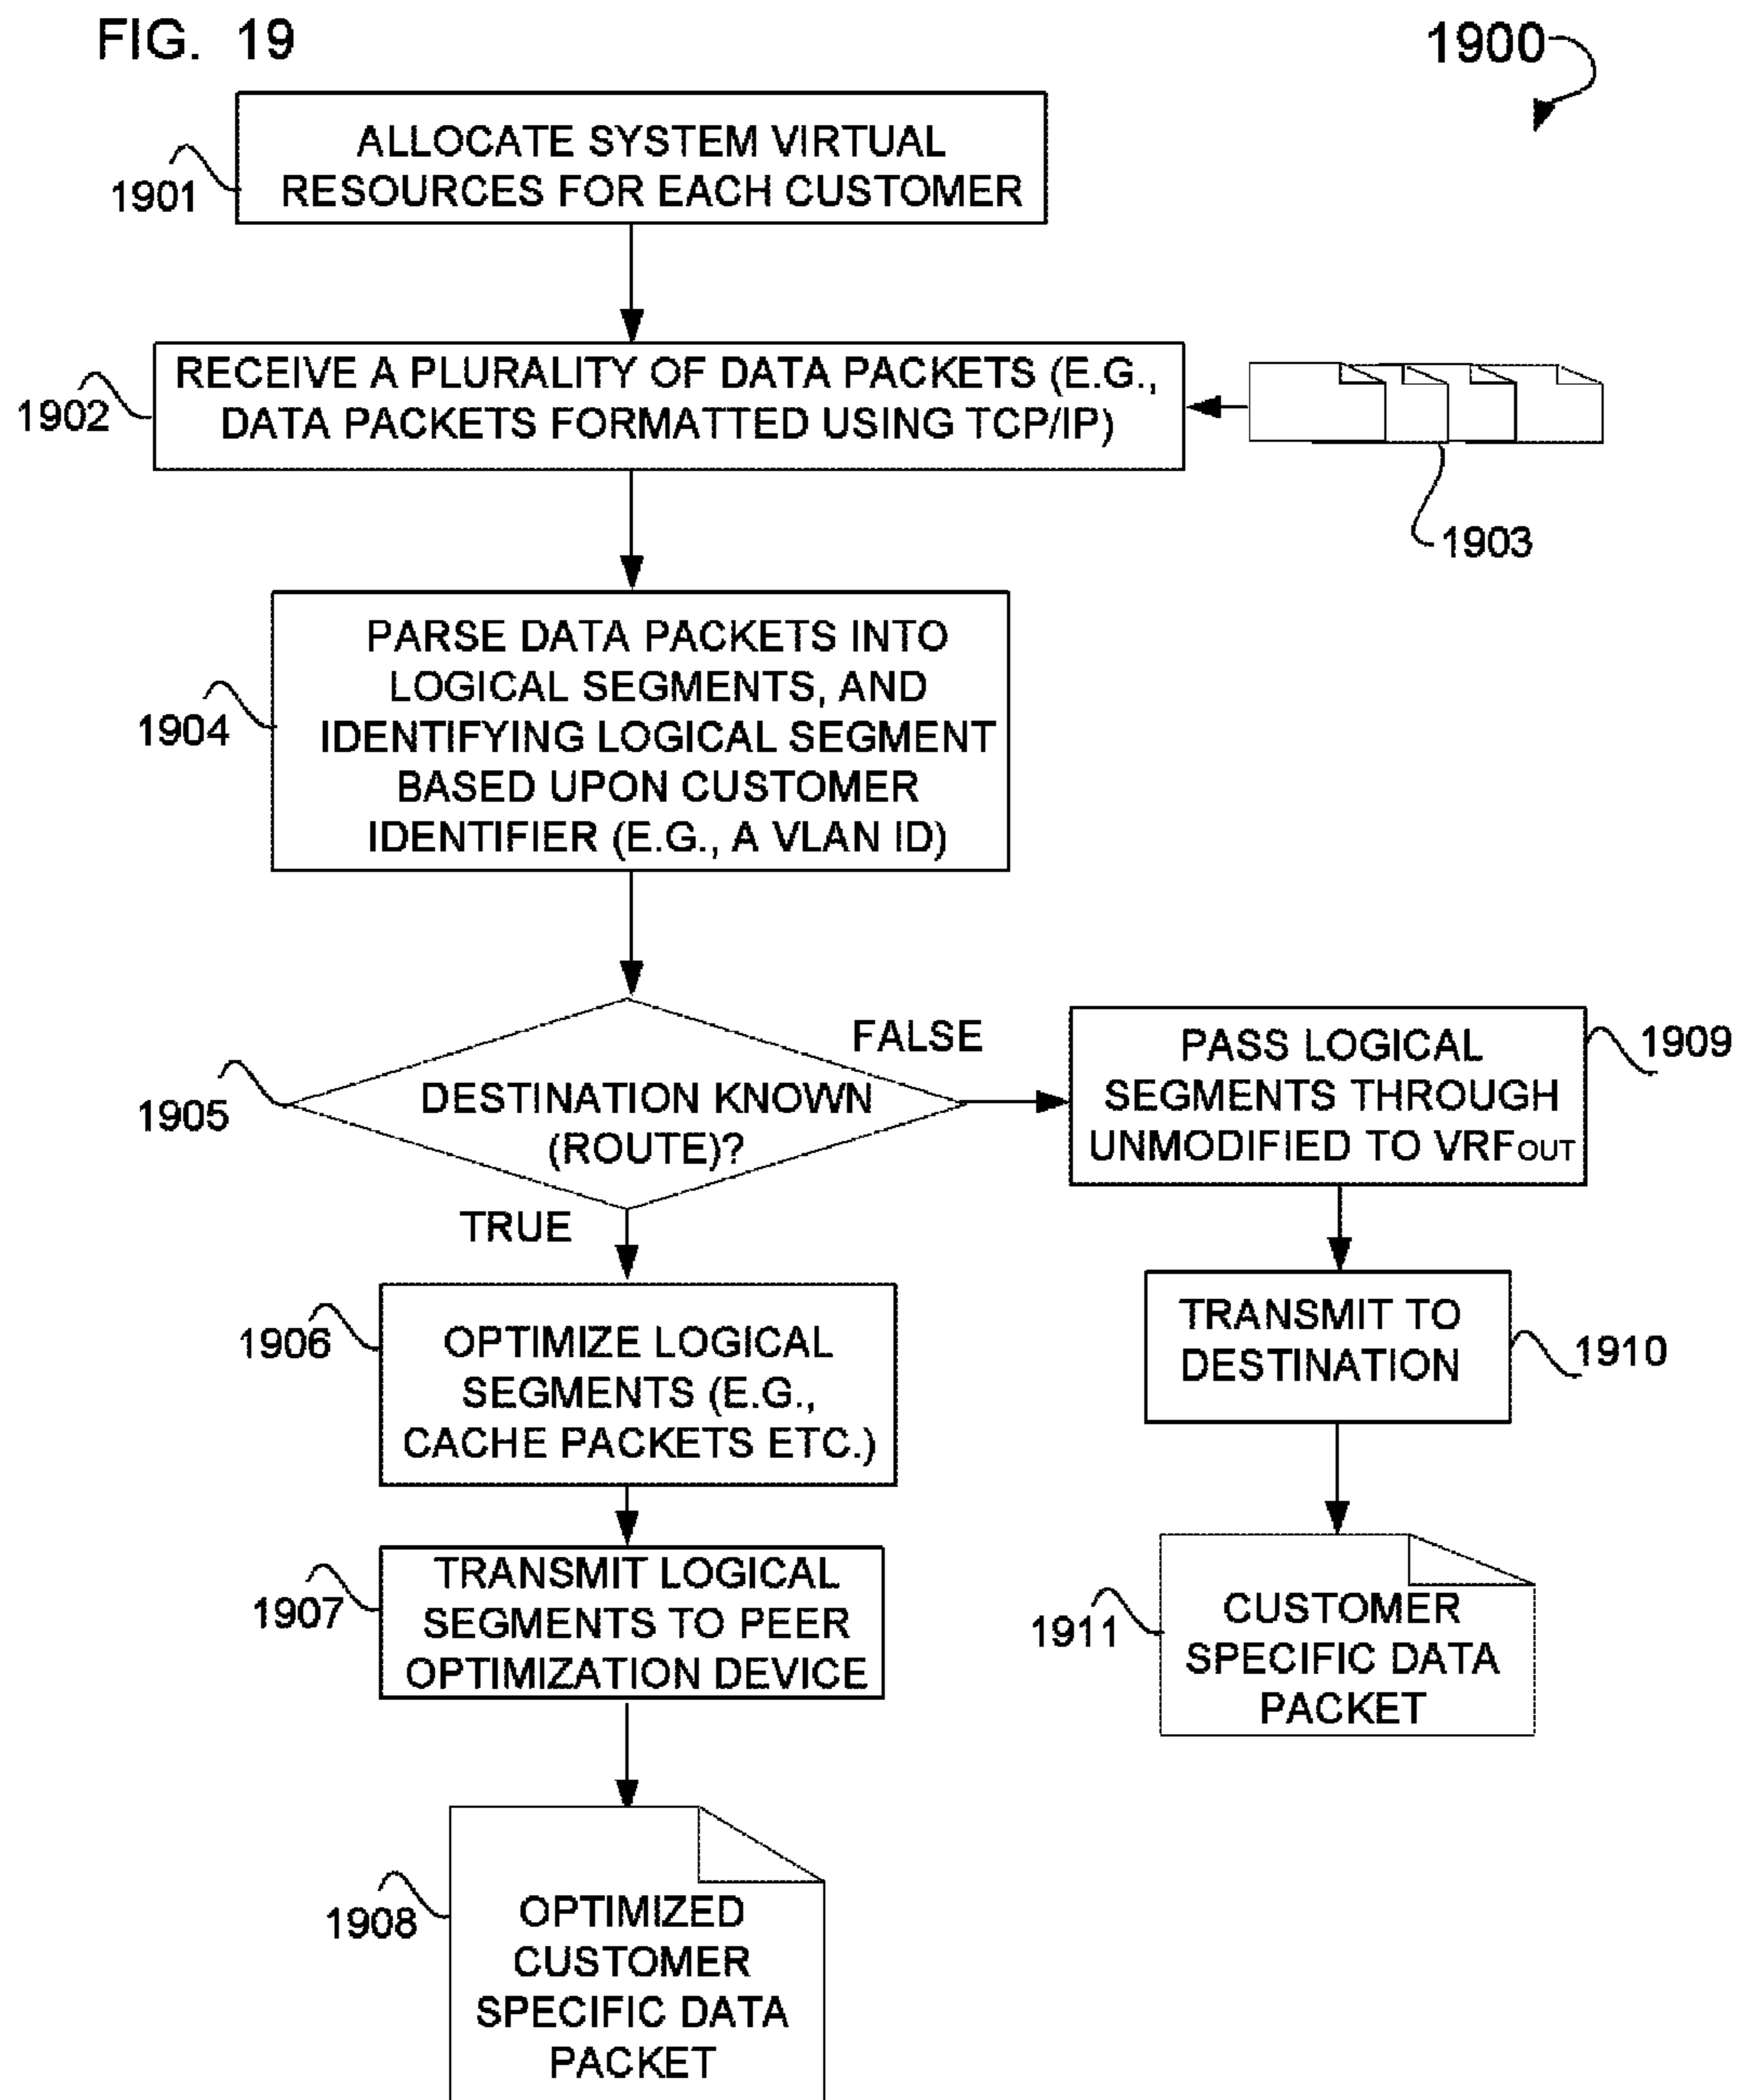 FIG. 19
1900
ALLOCATE SYSTEM VIRTUAL
RESOURCES FOR EACH CUSTOMER
1901
RECEIVE A PLURALITY OF DATA PACKETS (E.G.,
DATA PACKETS FORMATTED USING TCP/IP)
1902
1903
PARSE DATA PACKETS INTO
LOGICAL SEGMENTS, AND
IDENTIFYING LOGICAL SEGMENT
BASED UPON CUSTOMER
IDENTIFIER (E.G., A VLAN ID)
1904
DESTINATION KNOWN
(ROUTE)?
1905
FALSE
TRUE
PASS LOGICAL
SEGMENTS THROUGH
UNMODIFIED TO VRFOUT
1909
OPTIMIZE LOGICAL
SEGMENTS (E.G.,
CACHE PACKETS ETC.)
1906
TRANSMIT TO
DESTINATION
1910
TRANSMIT LOGICAL
SEGMENTS TO PEER
OPTIMIZATION DEVICE
1907
CUSTOMER
SPECIFIC DATA
PACKET
1911
OPTIMIZED
CUSTOMER
SPECIFIC DATA
PACKET
1908